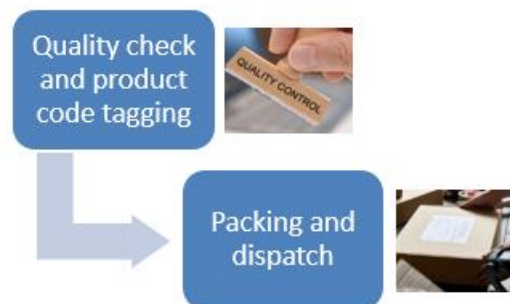 Quality check
and product
code tagging
QUALITY CONTROL
Packing and
dispatch